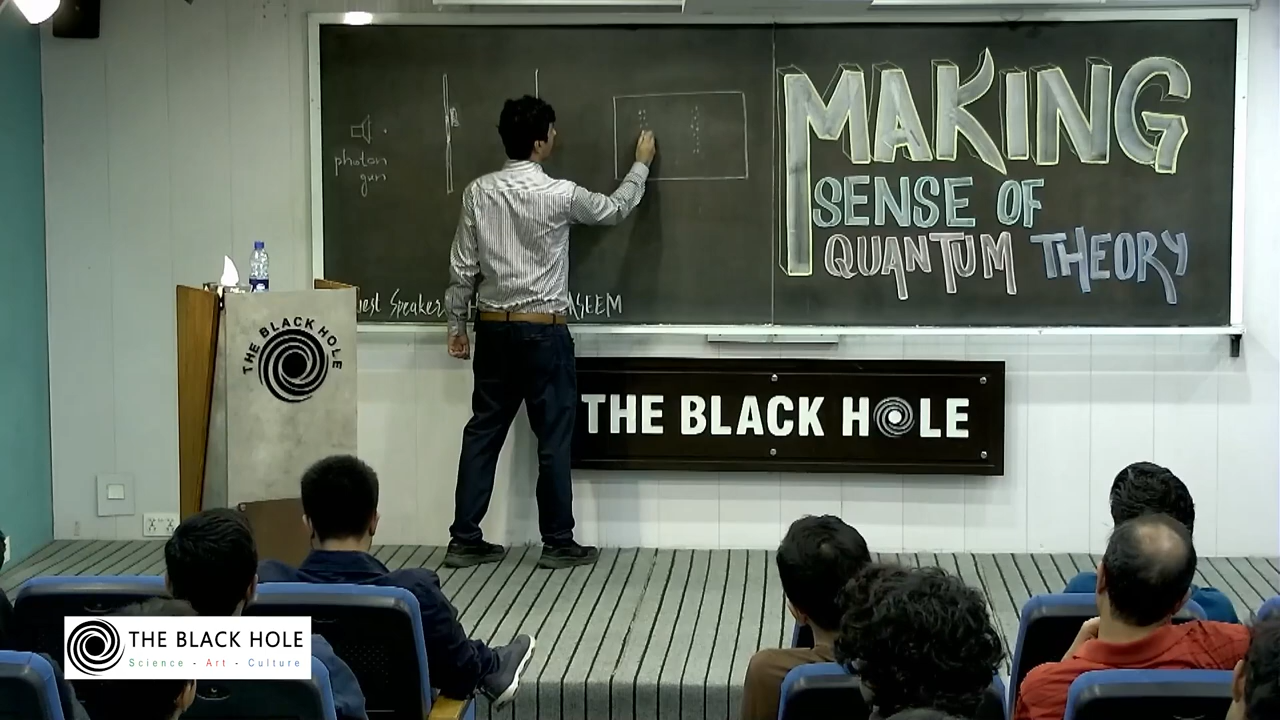 MAKING
SENSE OF
QUANTUM THEORY
photon
gun
Speaker
THE BLACK HOLE
THE BLACK HOLE
THE BLACK HOLE
Science - Art - Culture